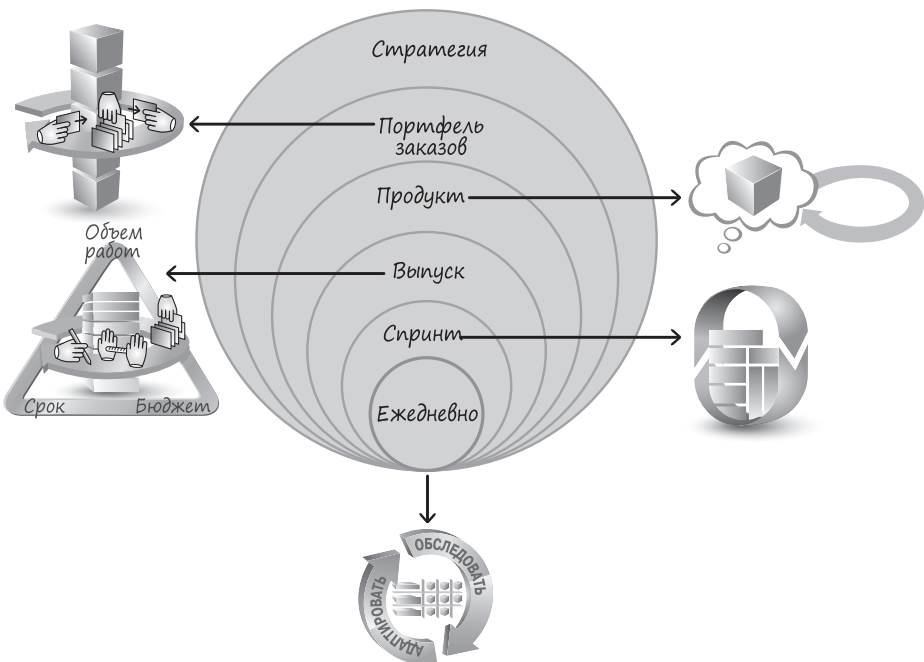 Стратегия
Портфель
заказов
Продукт
Объем
работ
Выпуск
Спринт
Срок
Бюджет
Ежедневно
ОБСЛЕДОВАТЬ
АДАПТИРОВАТЬ